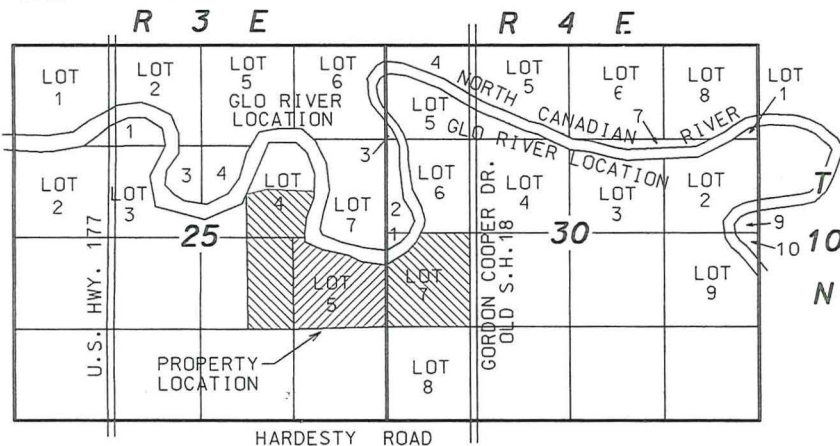 R 3 E
R 4 E
LOT 1
LOT 2
LOT 5
LOT 6
4
LOT 5
LOT 6
LOT 8
LOT 1
GLO RIVER LOCATION
NORTH CANADIAN RIVER
7
1
LOT 5
GLO RIVER LOCATION
3
3
4
LOT 2
LOT 3
LOT 4
LOT 7
2
1
LOT 6
LOT 4
LOT 3
LOT 2
T
9
10
10
N
25
30
LOT 5
LOT 7
LOT 9
U.S. HWY. 177
GORDON COOPER DR.
OLD S.H.18
PROPERTY LOCATION
LOT 8
HARDESTY ROAD